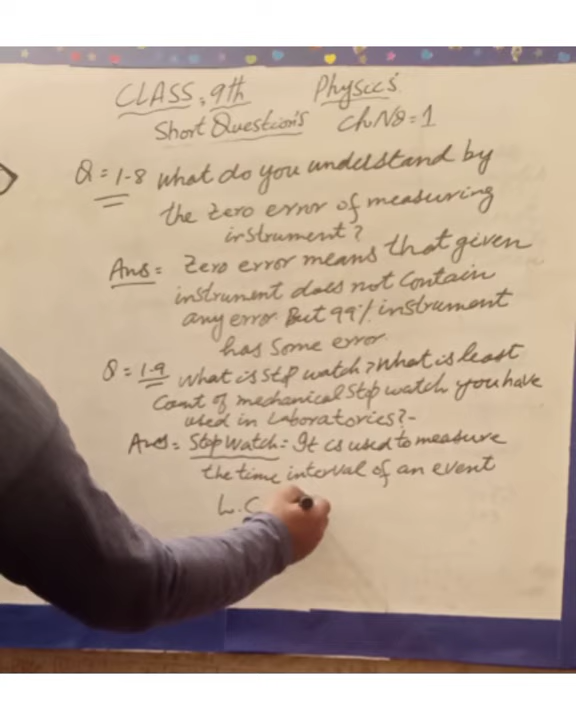 CLASS: 9th Physics
Short Question's Ch No=1
Q=1-8 What do you understand by
the zero error of measuring
instrument?
Ans= Zero error means that given
instrument does not contain
any error. But 99% instrument
has some error.
Q=1.9 What is Stp watch? What is least
Count of mechanical Stop watch you have
used in Laboratories?-
Ans= Stop Watch= It is used to measure
the time interval of an event
L.C